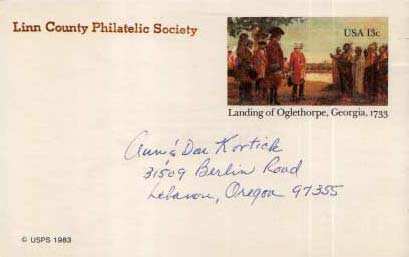 Linn County Philatelic Society
USA 13c
Landing of Oglethorpe, Georgia, 1733
Ann & Don Kortick
31509 Berlin Road
Lebanon, Oregon 97355
© USPS 1983